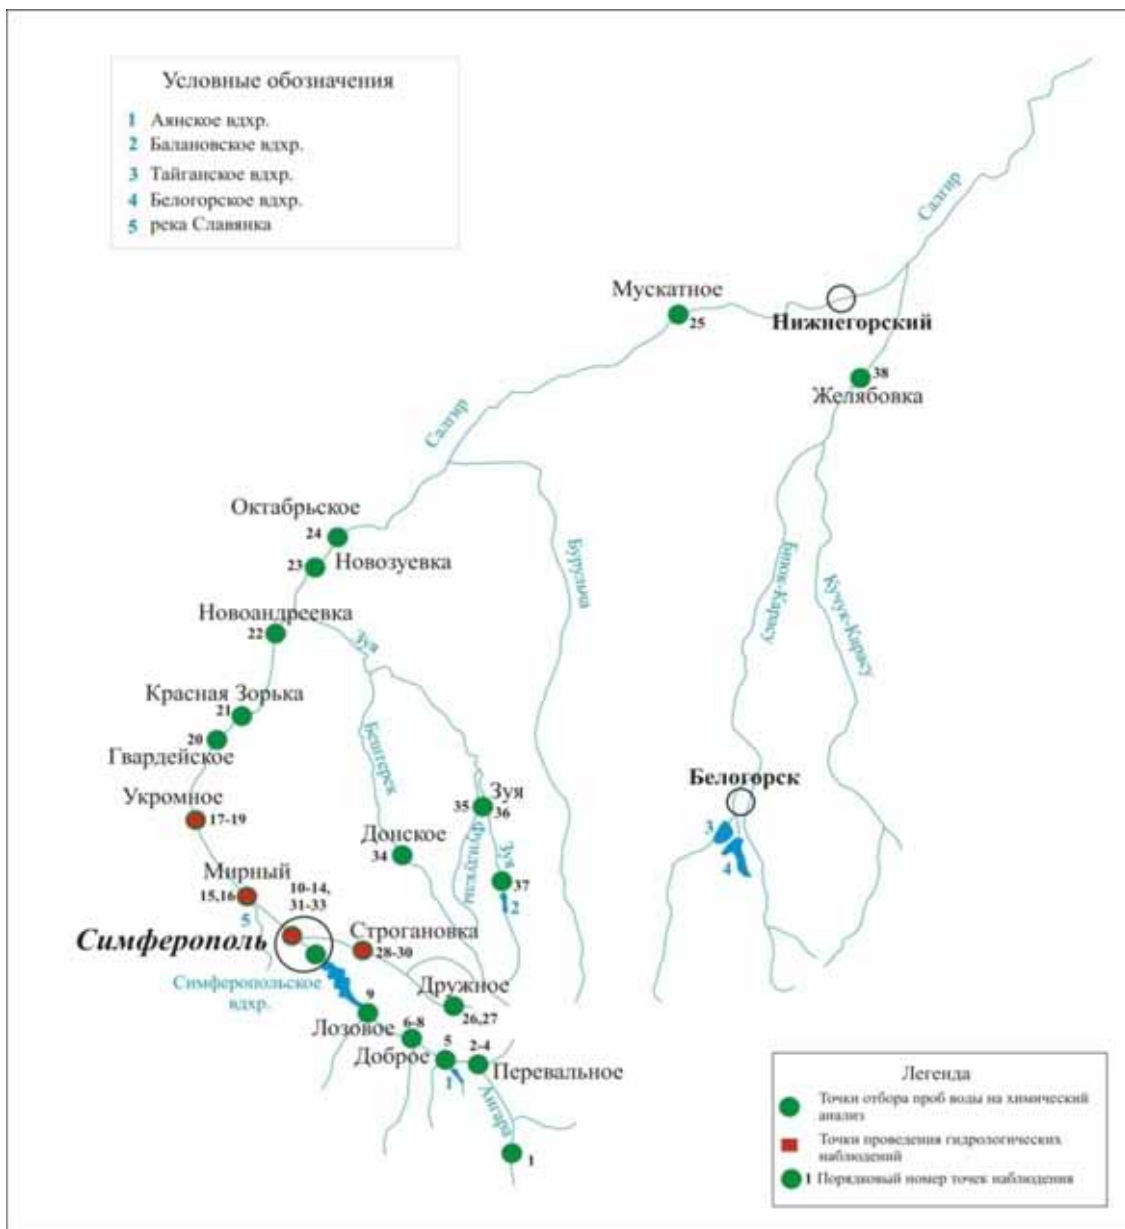 Условные обозначения
1 Аянское вдхр.
2 Балановское вдхр.
3 Тайганское вдхр.
4 Белогорское вдхр.
5 река Славянка
Салгир
Мускатное
25
Нижнегорский
38
Желябовка
Салгир
Октабрьское
24
23 Новозуевка
Новоандреевка
22
Зуя
Бурульча
Биюк-Карасу
Кучук-Карасу
Красная Зорька
21
20
Гвардейское
Бештерек
Укромное
17-19
Белогорск
3
4
Зуя
35 36
Донское
34
Фундуклы
Зуя
37
2
Мирный
15,16
5
10-14,
31-33
Симферополь
Строгановка
28-30
Симферопольское
вдхр.
Дружное
26,27
9
Лозовое
6-8
Доброе
5
1
2-4
Перевальное
Ангара
1
Легенда
Точки отбора проб воды на химический
анализ
Точки проведения гидрологических
наблюдений
1 Порядковый номер точек наблюдения